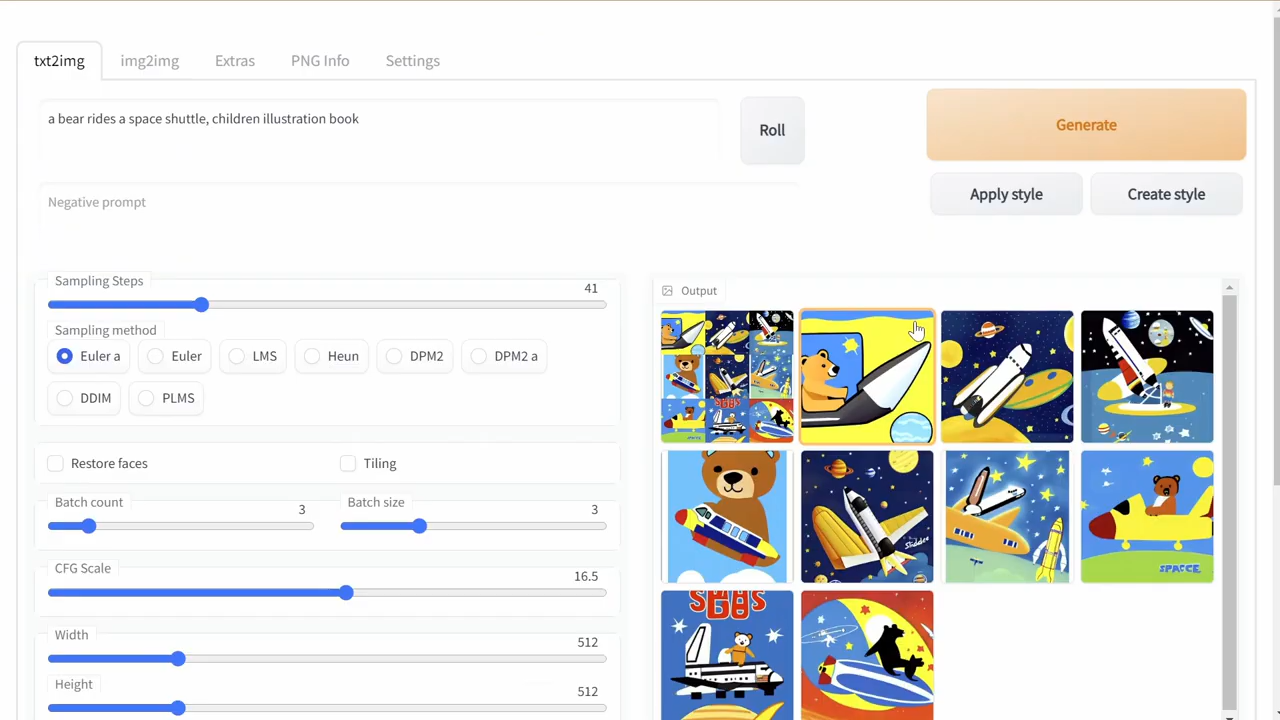 txt2img
img2img
Extras
PNG Info
Settings
a bear rides a space shuttle, children illustration book
Roll
Generate
Negative prompt
Apply style
Create style
Sampling Steps
41
Sampling method
Euler a
Euler
LMS
Heun
DPM2
DPM2 a
DDIM
PLMS
Restore faces
Tiling
Batch count
3
Batch size
3
CFG Scale
16.5
Width
512
Height
512
Output
SPACCE